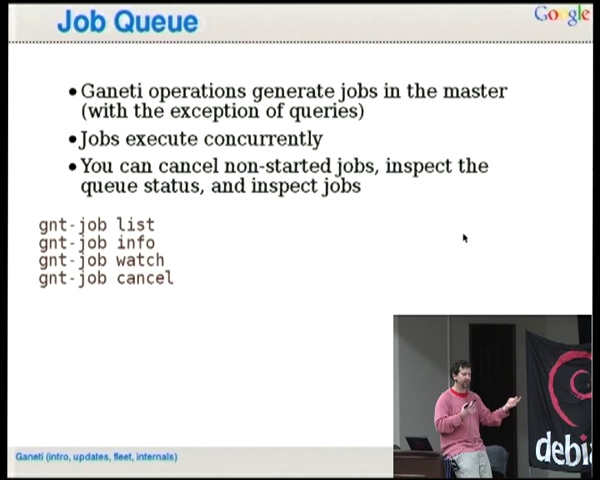 Job Queue
Google
• Ganeti operations generate jobs in the master
(with the exception of queries)
• Jobs execute concurrently
• You can cancel non-started jobs, inspect the
queue status, and inspect jobs
gnt-job list
gnt-job info
gnt-job watch
gnt-job cancel
Ganeti (intro, updates, fleet, internals)
debi